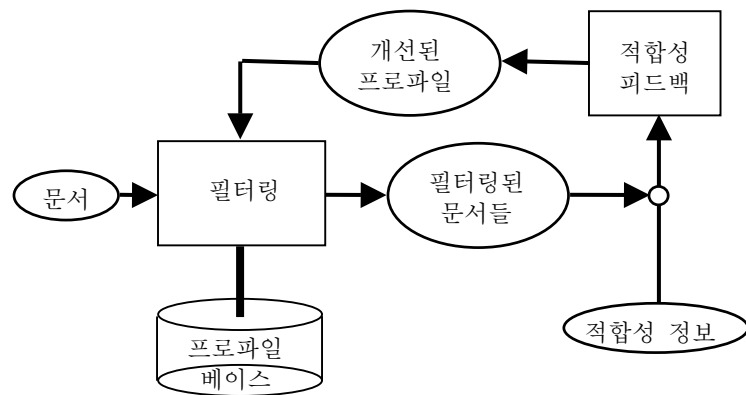 개선된
프로파일
적합성
피드백
문서
필터링
필터링된
문서들
프로파일
베이스
적합성 정보